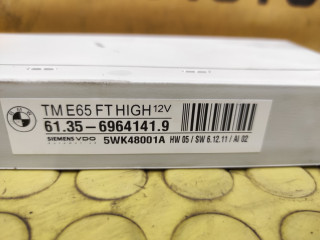 TM E65 FT HIGH 12V
61.35-6964141.9
SIEMENS VDO
5WK48001A HW 05 / SW 6.12.11 / AI 02